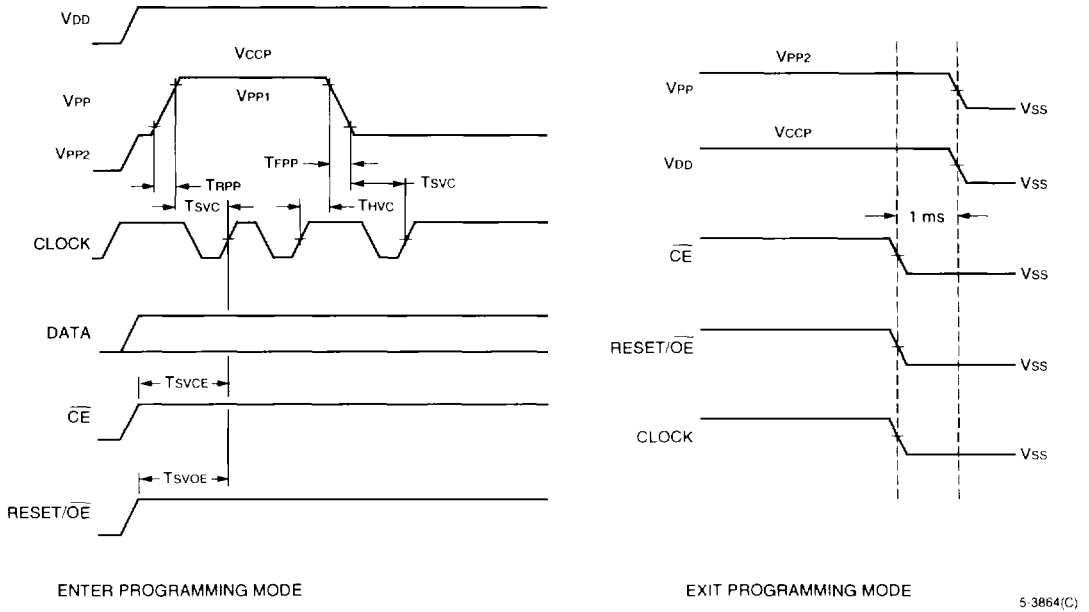 VDD
VCCP
VPP
VPP1
VPP2
TFPP
TRPP
TSVC
TSVC
THVC
CLOCK
DATA
TSVCE
CE
TSVOE
RESET/OE
ENTER PROGRAMMING MODE
VPP2
VPP
VSS
VCCP
VDD
VSS
1 ms
CE
VSS
RESET/OE
VSS
CLOCK
VSS
EXIT PROGRAMMING MODE
5-3864(C)